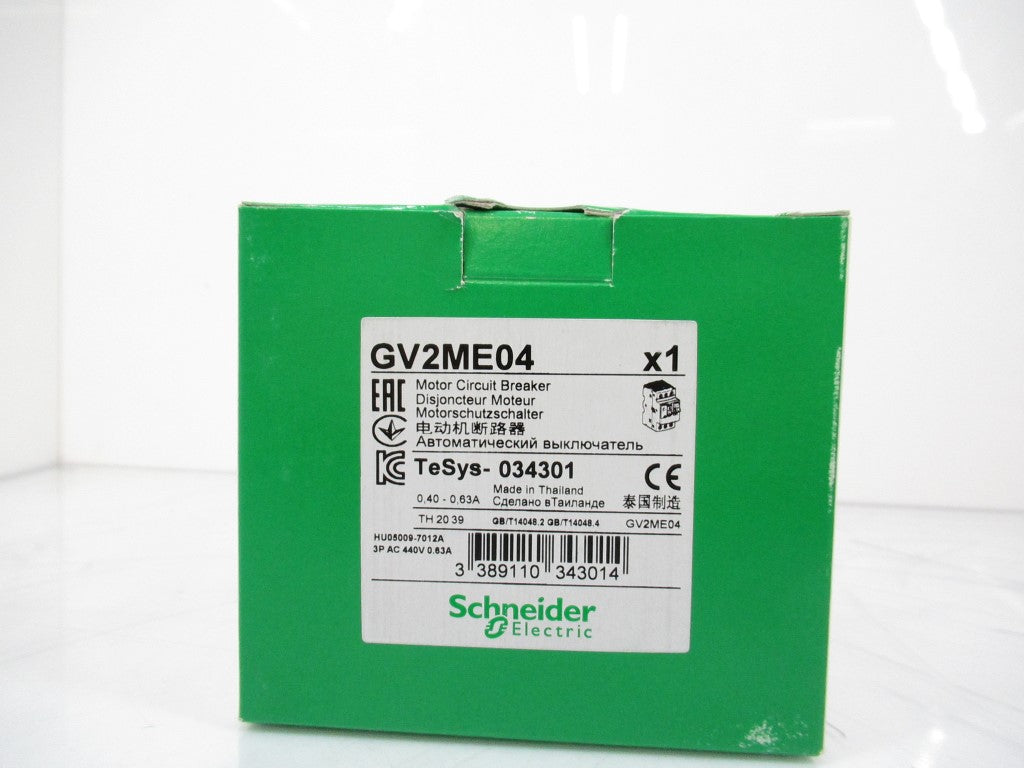 GV2ME04 x1
EAC Motor Circuit Breaker
Disjoncteur Moteur
Motorschutzschalter
电动机断路器
Автоматический выключатель
TeSys- 034301 CE
Made in Thailand
0,40 - 0,63A Сделано вТаиланде 泰国制造
TH 20 39 GB/T14048.2 GB/T14048.4 GV2ME04
HU05009-7012A
3P AC 440V 0.63A
3 389110 343014
Schneider
Electric